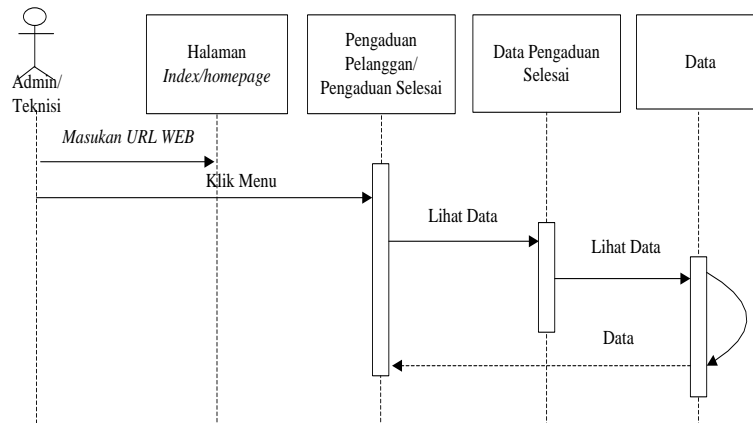 Admin/
Teknisi
Halaman
Index/homepage
Pengaduan
Pelanggan/
Pengaduan Selesai
Data Pengaduan
Selesai
Data
Masukan URL WEB
Klik Menu
Lihat Data
Lihat Data
Data